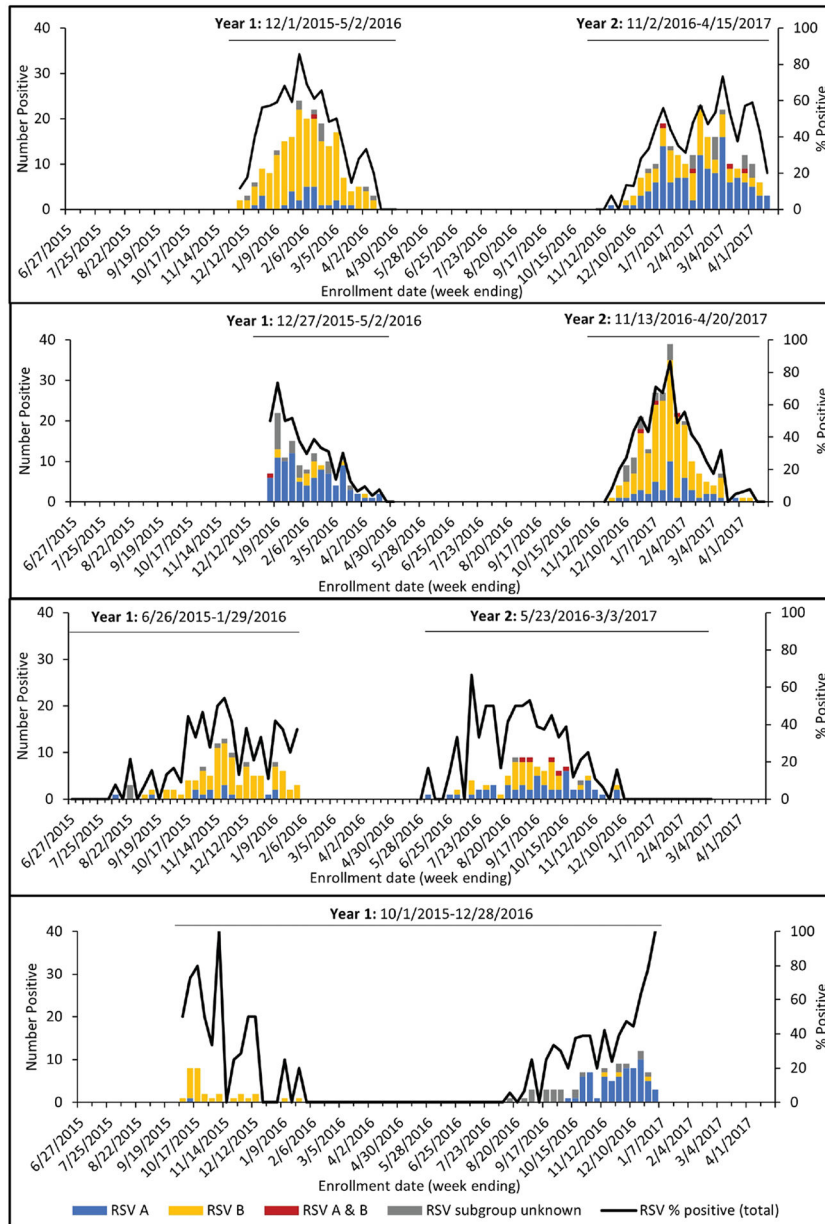 Year 1: 12/1/2015-5/2/2016 Year 2: 11/2/2016-4/15/2017
40 100
30 80
20 60
10 40
0 20
0
Number Positive
% Positive
6/27/2015 7/25/2015 8/22/2015 9/19/2015 10/17/2015 11/14/2015 12/12/2015 1/9/2016 2/6/2016 3/5/2016 4/2/2016 4/30/2016 5/28/2016 6/25/2016 7/23/2016 8/20/2016 9/17/2016 10/15/2016 11/12/2016 12/10/2016 1/7/2017 2/4/2017 3/4/2017 4/1/2017
Enrollment date (week ending)
Year 1: 12/27/2015-5/2/2016 Year 2: 11/13/2016-4/20/2017
40 100
30 80
20 60
10 40
0 20
0
Number Positive
% Positive
6/27/2015 7/25/2015 8/22/2015 9/19/2015 10/17/2015 11/14/2015 12/12/2015 1/9/2016 2/6/2016 3/5/2016 4/2/2016 4/30/2016 5/28/2016 6/25/2016 7/23/2016 8/20/2016 9/17/2016 10/15/2016 11/12/2016 12/10/2016 1/7/2017 2/4/2017 3/4/2017 4/1/2017
Enrollment date (week ending)
Year 1: 6/26/2015-1/29/2016 Year 2: 5/23/2016-3/3/2017
40 100
30 80
20 60
10 40
0 20
0
Number Positive
% Positive
6/27/2015 7/25/2015 8/22/2015 9/19/2015 10/17/2015 11/14/2015 12/12/2015 1/9/2016 2/6/2016 3/5/2016 4/2/2016 4/30/2016 5/28/2016 6/25/2016 7/23/2016 8/20/2016 9/17/2016 10/15/2016 11/12/2016 12/10/2016 1/7/2017 2/4/2017 3/4/2017 4/1/2017
Enrollment date (week ending)
Year 1: 10/1/2015-12/28/2016
40 100
30 80
20 60
10 40
0 20
0
Number Positive
% Positive
6/27/2015 7/25/2015 8/22/2015 9/19/2015 10/17/2015 11/14/2015 12/12/2015 1/9/2016 2/6/2016 3/5/2016 4/2/2016 4/30/2016 5/28/2016 6/25/2016 7/23/2016 8/20/2016 9/17/2016 10/15/2016 11/12/2016 12/10/2016 1/7/2017 2/4/2017 3/4/2017 4/1/2017
Enrollment date (week ending)
RSV A RSV B RSV A & B RSV subgroup unknown RSV % positive (total)